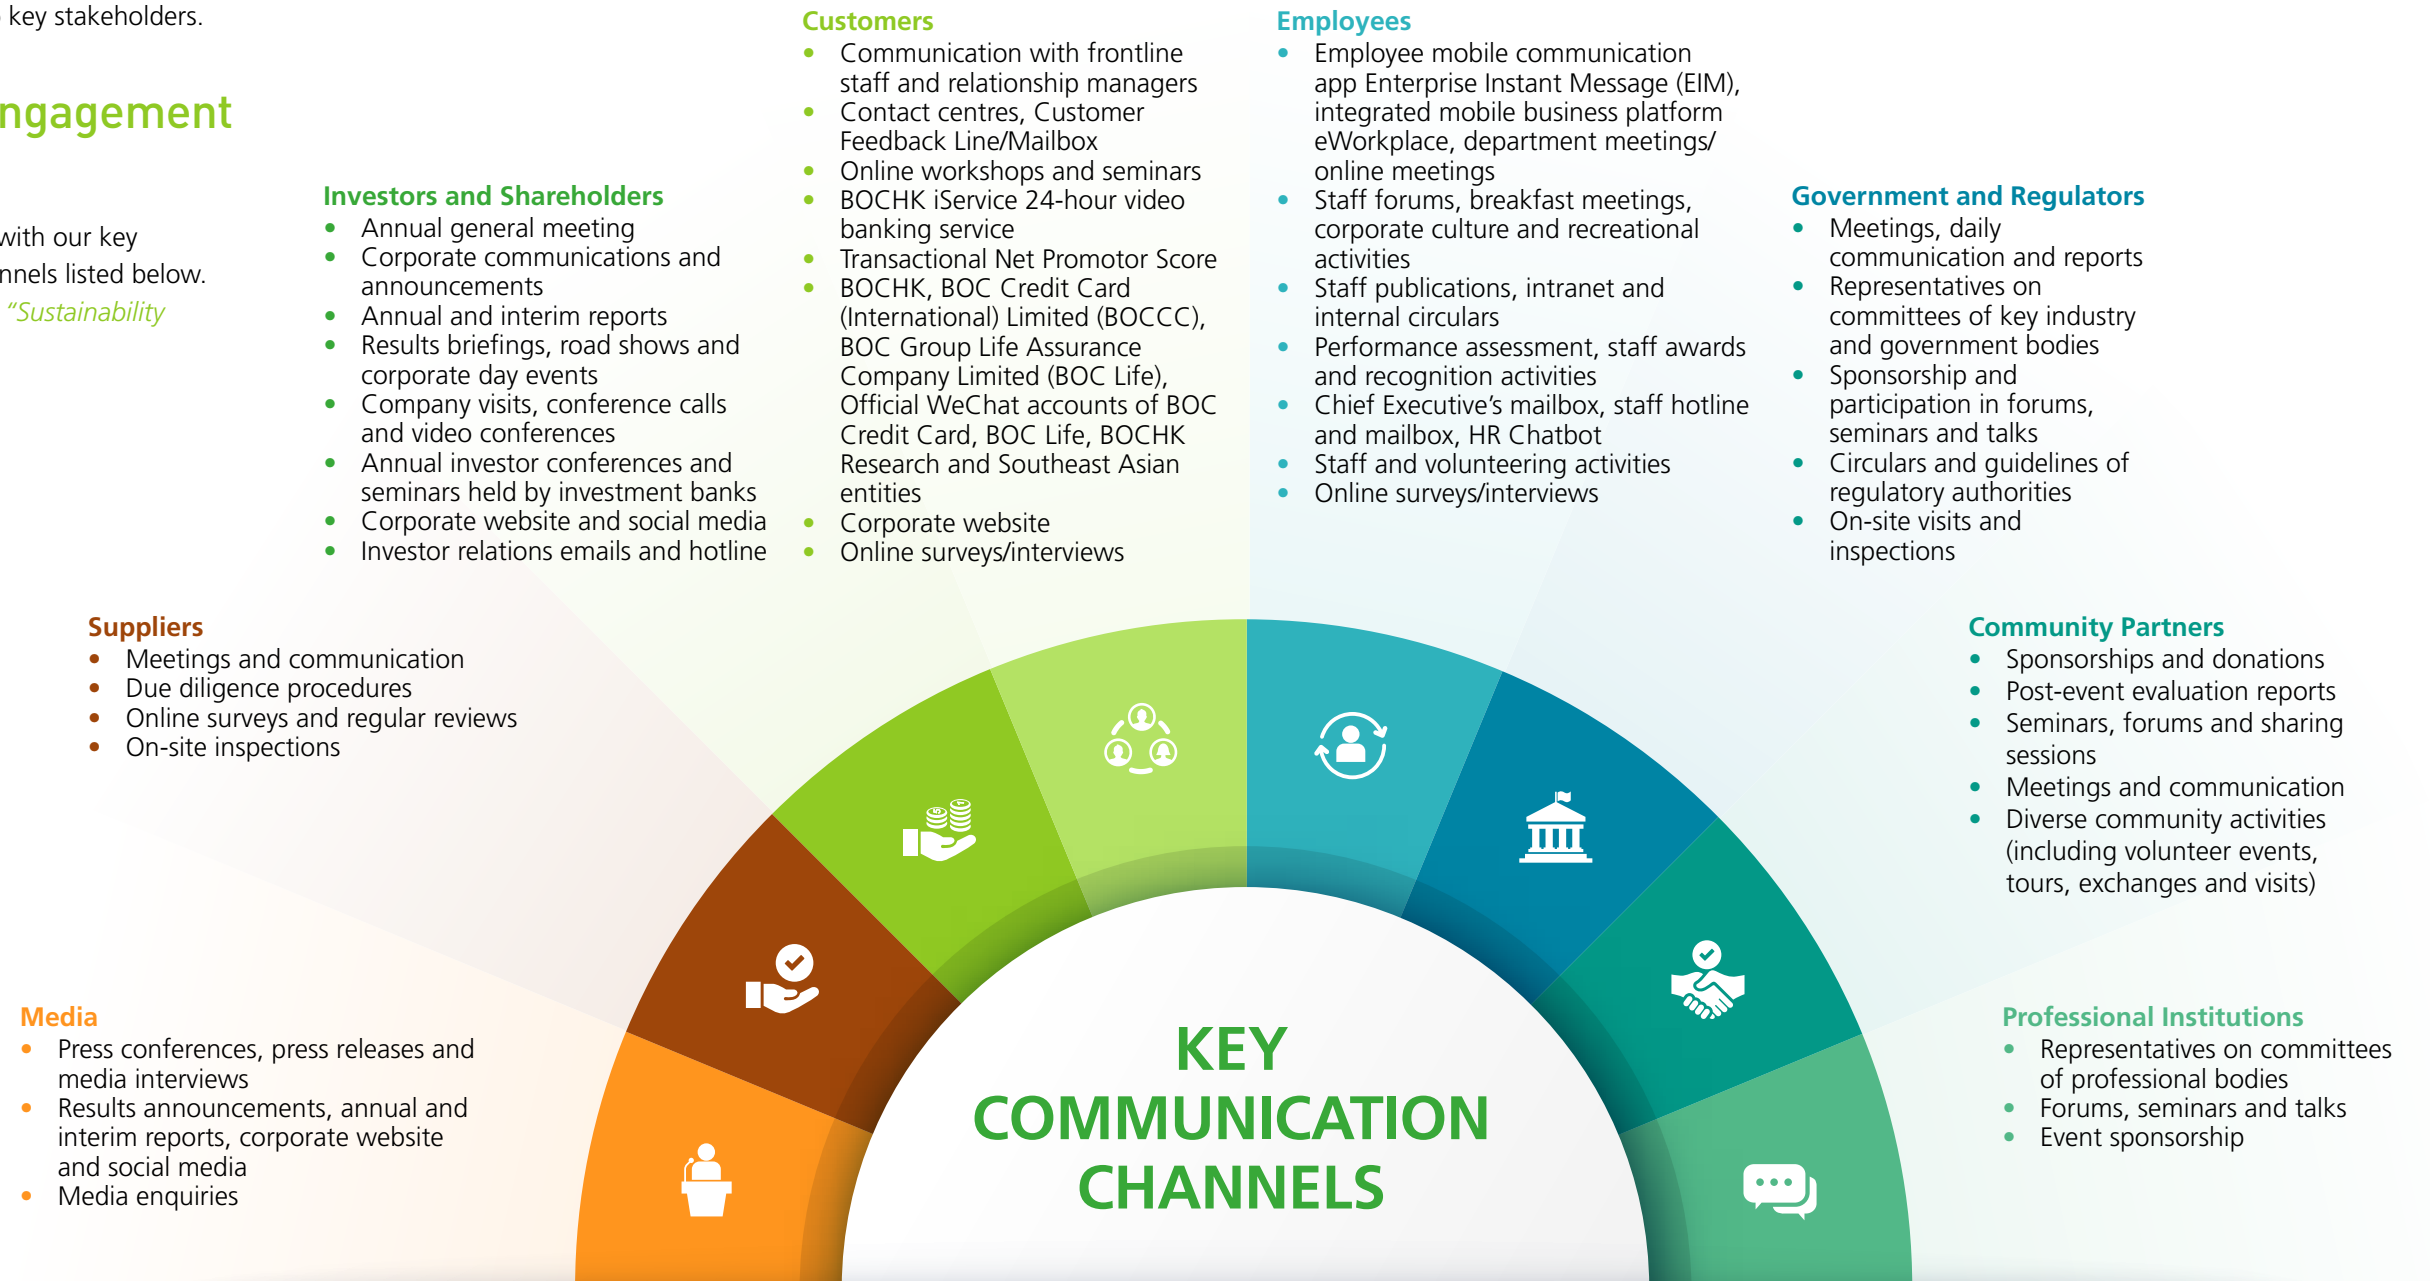 key stakeholders.
ngagement
with our key
nnels listed below.
“Sustainability
Investors and Shareholders
• Annual general meeting
• Corporate communications and
announcements
• Annual and interim reports
• Results briefings, road shows and
corporate day events
• Company visits, conference calls
and video conferences
• Annual investor conferences and
seminars held by investment banks
• Corporate website and social media
• Investor relations emails and hotline
Customers
• Communication with frontline
staff and relationship managers
• Contact centres, Customer
Feedback Line/Mailbox
• Online workshops and seminars
• BOCHK iService 24-hour video
banking service
• Transactional Net Promotor Score
• BOCHK, BOC Credit Card
(International) Limited (BOCCC),
BOC Group Life Assurance
Company Limited (BOC Life),
Official WeChat accounts of BOC
Credit Card, BOC Life, BOCHK
Research and Southeast Asian
entities
• Corporate website
• Online surveys/interviews
Employees
• Employee mobile communication
app Enterprise Instant Message (EIM),
integrated mobile business platform
eWorkplace, department meetings/
online meetings
• Staff forums, breakfast meetings,
corporate culture and recreational
activities
• Staff publications, intranet and
internal circulars
• Performance assessment, staff awards
and recognition activities
• Chief Executive’s mailbox, staff hotline
and mailbox, HR Chatbot
• Staff and volunteering activities
• Online surveys/interviews
Government and Regulators
• Meetings, daily
communication and reports
• Representatives on
committees of key industry
and government bodies
• Sponsorship and
participation in forums,
seminars and talks
• Circulars and guidelines of
regulatory authorities
• On-site visits and
inspections
Suppliers
• Meetings and communication
• Due diligence procedures
• Online surveys and regular reviews
• On-site inspections
Community Partners
• Sponsorships and donations
• Post-event evaluation reports
• Seminars, forums and sharing
sessions
• Meetings and communication
• Diverse community activities
(including volunteer events,
tours, exchanges and visits)
Media
• Press conferences, press releases and
media interviews
• Results announcements, annual and
interim reports, corporate website
and social media
• Media enquiries
KEY
COMMUNICATION
CHANNELS
Professional Institutions
• Representatives on committees
of professional bodies
• Forums, seminars and talks
• Event sponsorship